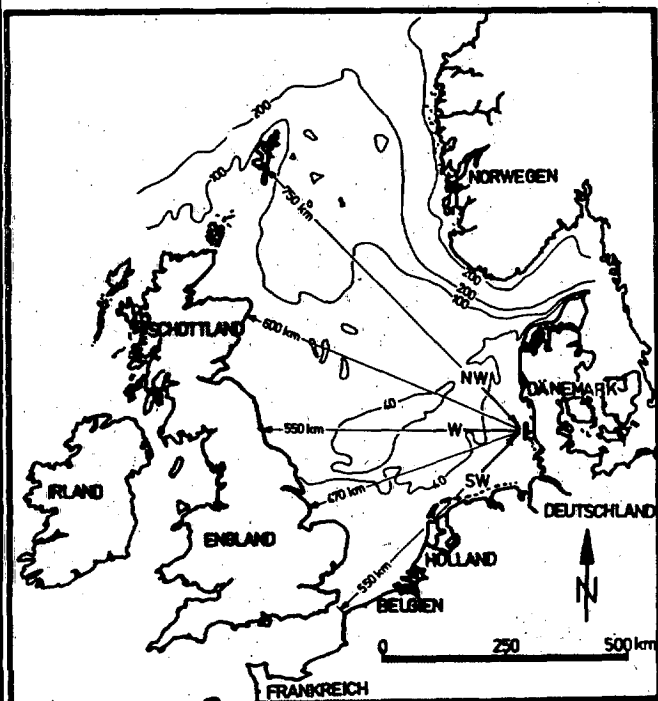 200
100
750 km
NORWEGEN
200
200
100
SCHOTTLAND
600 km
NW
DÄNEMARK
40
550 km
W
470 km
40
SW
IRLAND
DEUTSCHLAND
ENGLAND
HOLLAND
550 km
BELGIEN
N
0 250 500 km
FRANKREICH